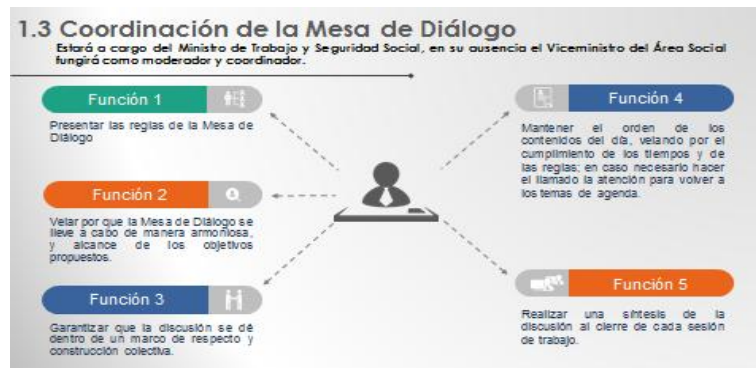 1.3 Coordinación de la Mesa de Diálogo
Estará a cargo del Ministro de Trabajo y Seguridad Social, en su ausencia el Viceministro del Área Social
fungirá como moderador y coordinador.
Función 1
Presentar las reglas de la Mesa de
Diálogo
Función 2
Velar por que la Mesa de Diálogo se
lleve a cabo de manera armoniosa,
y alcance de los objetivos
propuestos.
Función 3
Garantizar que la discusión se dé
dentro de un marco de respeto y
construcción colectiva.
Función 4
Mantener el orden de los
contenidos del día, velando por el
cumplimiento de los tiempos y de
las reglas; en caso necesario hacer
el llamado la atención para volver a
los temas de agenda.
Función 5
Realizar una síntesis de la
discusión al cierre de cada sesión
de trabajo.